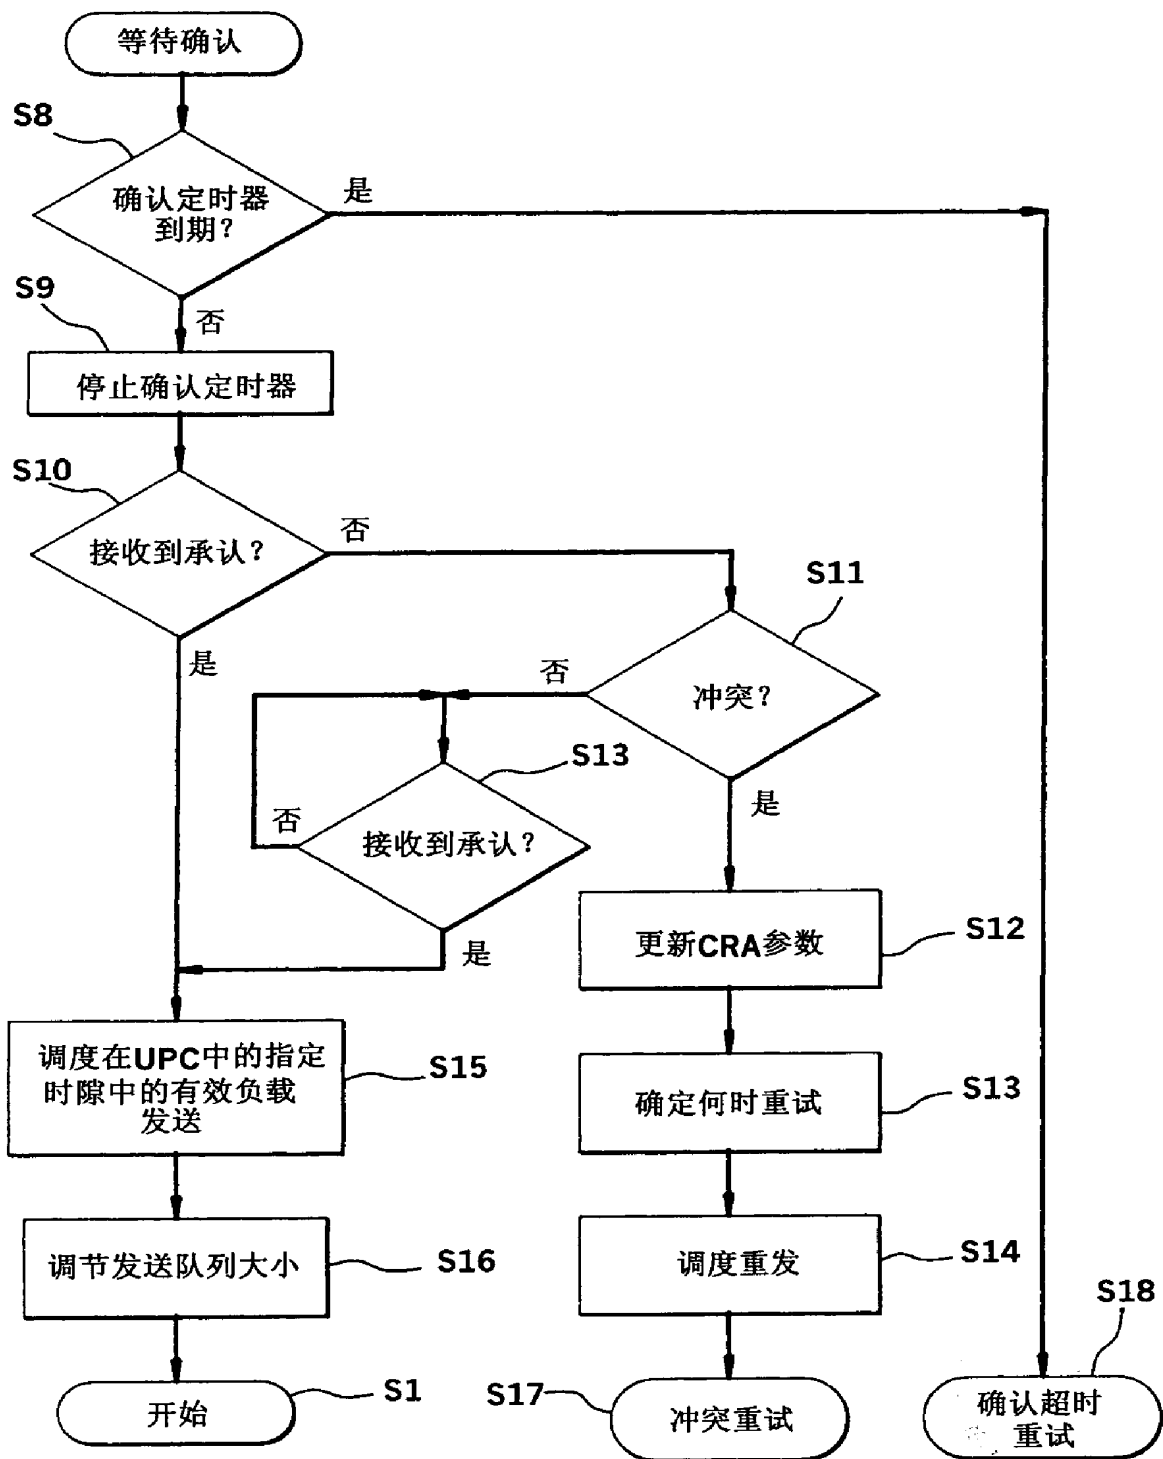 等待确认
S8
确认定时器
到期?
是
S9
否
停止确认定时器
S10
接收到承认?
否
S11
是
否
冲突?
S13
否
接收到承认?
是
是
更新CRA参数
S12
调度在UPC中的指定
时隙中的有效负载
发送
S15
确定何时重试
S13
调节发送队列大小
S16
调度重发
S14
S18
开始
S1
S17
冲突重试
确认超时
重试